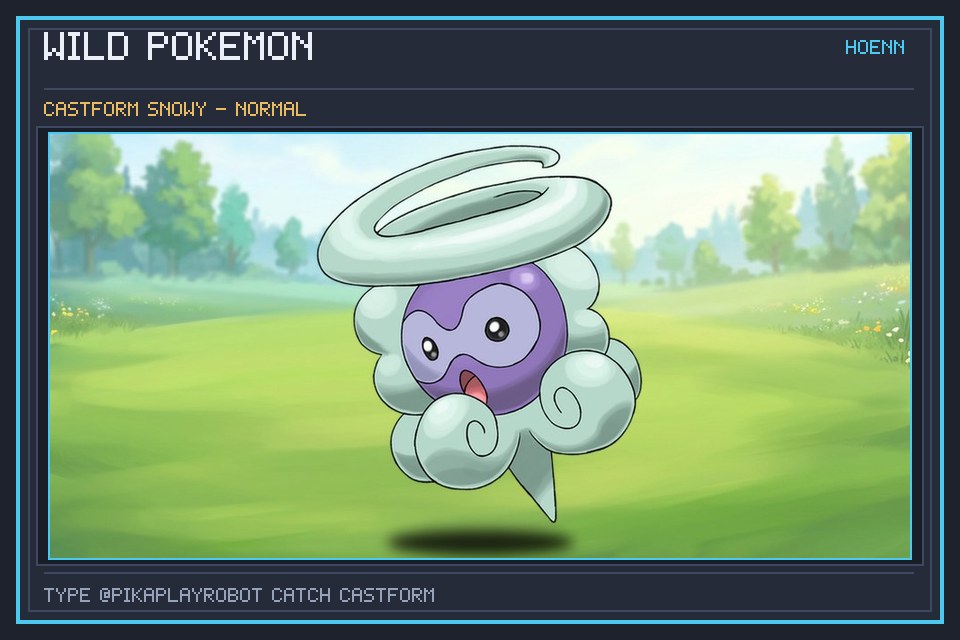 WILD POKEMON
HOENN
CASTFORM SNOWY - NORMAL
TYPE @PIKAPLAYROBOT CATCH CASTFORM